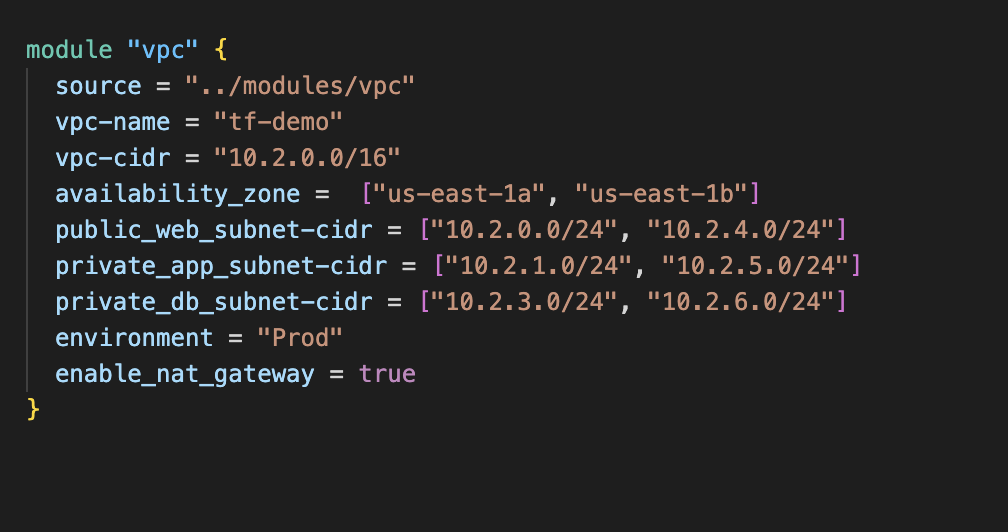 module "vpc" {
source = "../modules/vpc"
vpc-name = "tf-demo"
vpc-cidr = "10.2.0.0/16"
availability_zone =  ["us-east-1a", "us-east-1b"]
public_web_subnet-cidr = ["10.2.0.0/24", "10.2.4.0/24"]
private_app_subnet-cidr = ["10.2.1.0/24", "10.2.5.0/24"]
private_db_subnet-cidr = ["10.2.3.0/24", "10.2.6.0/24"]
environment = "Prod"
enable_nat_gateway = true
}